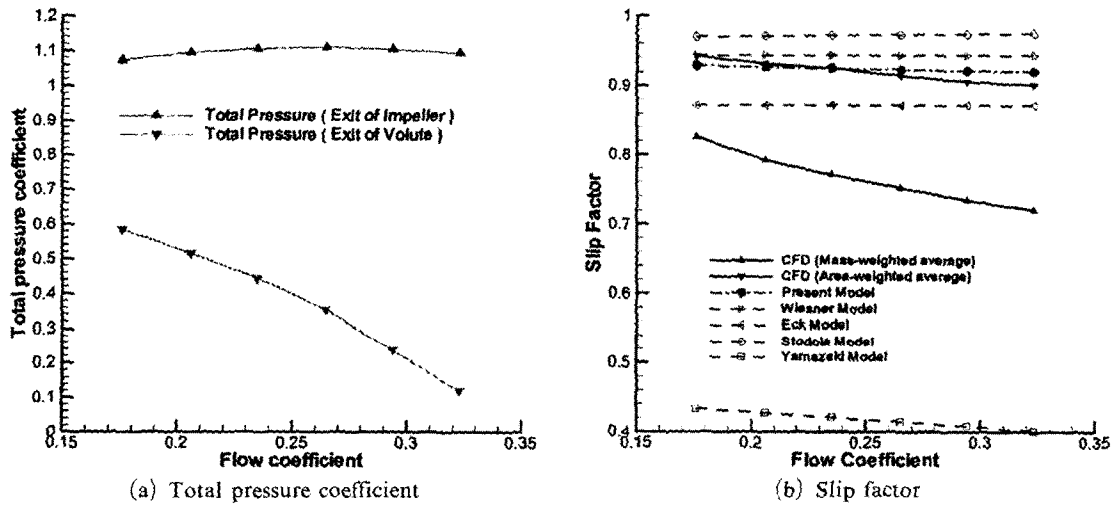 1.2
1.1
1
0.9
0.8
0.7
0.6
0.5
0.4
0.3
0.2
0.1
0
Total pressure coefficient
Total Pressure ( Exit of Impeller )
Total Pressure ( Exit of Volute )
0.15
0.2
0.25
0.3
0.35
Flow coefficient
(a) Total pressure coefficient
1
0.9
0.8
0.7
0.6
0.5
0.4
Slip Factor
CFD (Mass-weighted average)
CFD (Area-weighted average)
Present Model
Wiesner Model
Eck Model
Stodola Model
Yamazaki Model
0.15
0.2
0.25
0.3
0.35
Flow Coefficient
(b) Slip factor